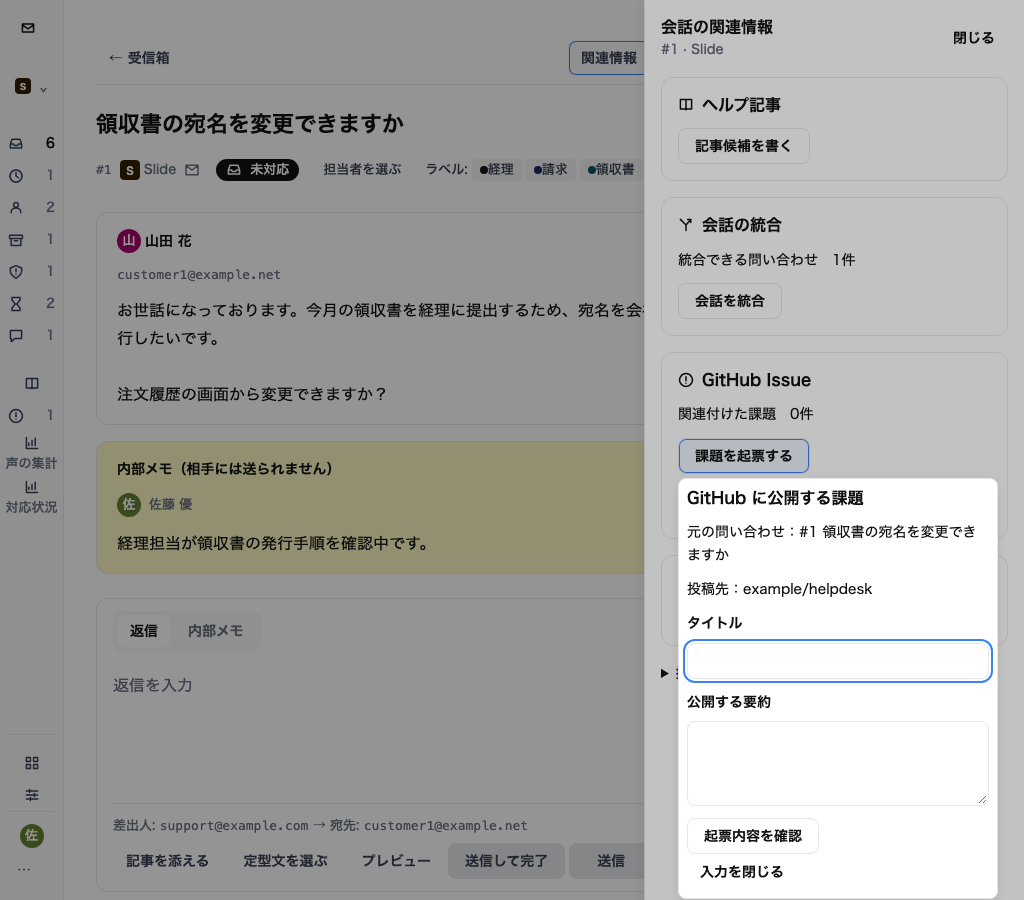 S
6
1
2
1
1
2
1
1
声の集計
対応状況
佐
…
← 受信箱
関連情報
領収書の宛名を変更できますか
#1 S Slide 未対応 担当者を選ぶ ラベル: ●経理 ●請求 ●領収書
山 山田 花
customer1@example.net
お世話になっております。今月の領収書を経理に提出するため、宛名を会
行したいです。
注文履歴の画面から変更できますか？
内部メモ（相手には送られません）
佐 佐藤 優
経理担当が領収書の発行手順を確認中です。
返信 内部メモ
返信を入力
差出人: support@example.com → 宛先: customer1@example.net
記事を添える 定型文を選ぶ プレビュー 送信して完了 送信
会話の関連情報
#1 · Slide
閉じる
ヘルプ記事
記事候補を書く
会話の統合
統合できる問い合わせ 1件
会話を統合
GitHub Issue
関連付けた課題 0件
課題を起票する
GitHub に公開する課題
元の問い合わせ：#1 領収書の宛名を変更でき
ますか
投稿先：example/helpdesk
タイトル
公開する要約
起票内容を確認
入力を閉じる